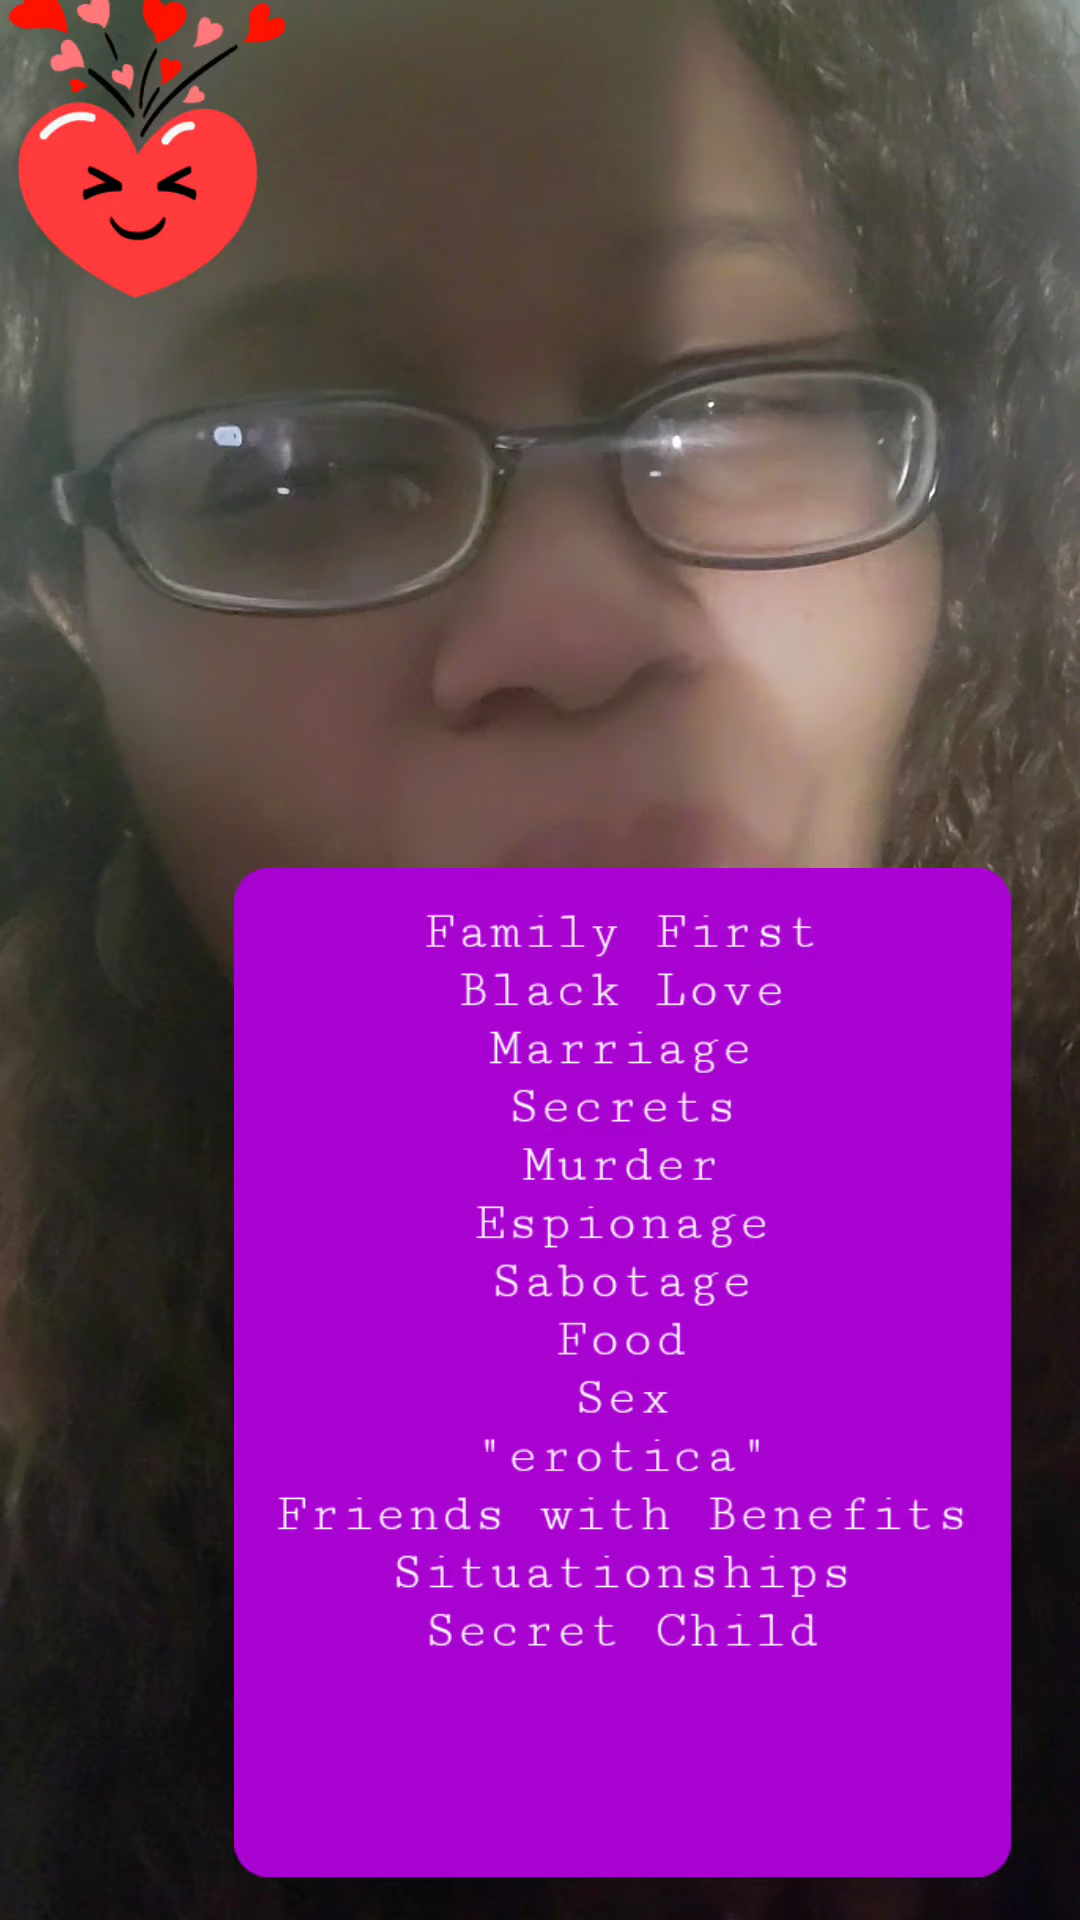 Family First
Black Love
Marriage
Secrets
Murder
Espionage
Sabotage
Food
Sex
"erotica"
Friends with Benefits
Situationships
Secret Child